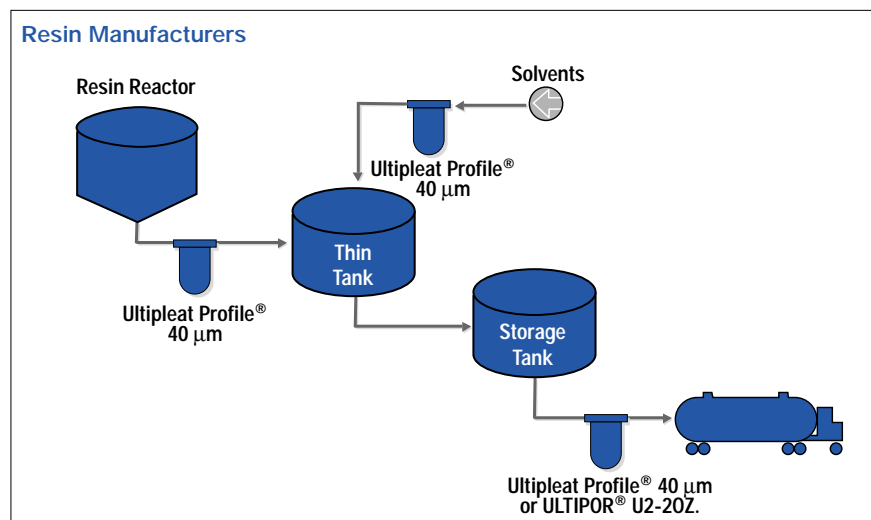 Resin Manufacturers
Resin Reactor
Solvents
Ultipleat Profile®
40 μm
Thin
Tank
Ultipleat Profile®
40 μm
Storage
Tank
Ultipleat Profile® 40 μm
or ULTIPOR® U2-20Z.